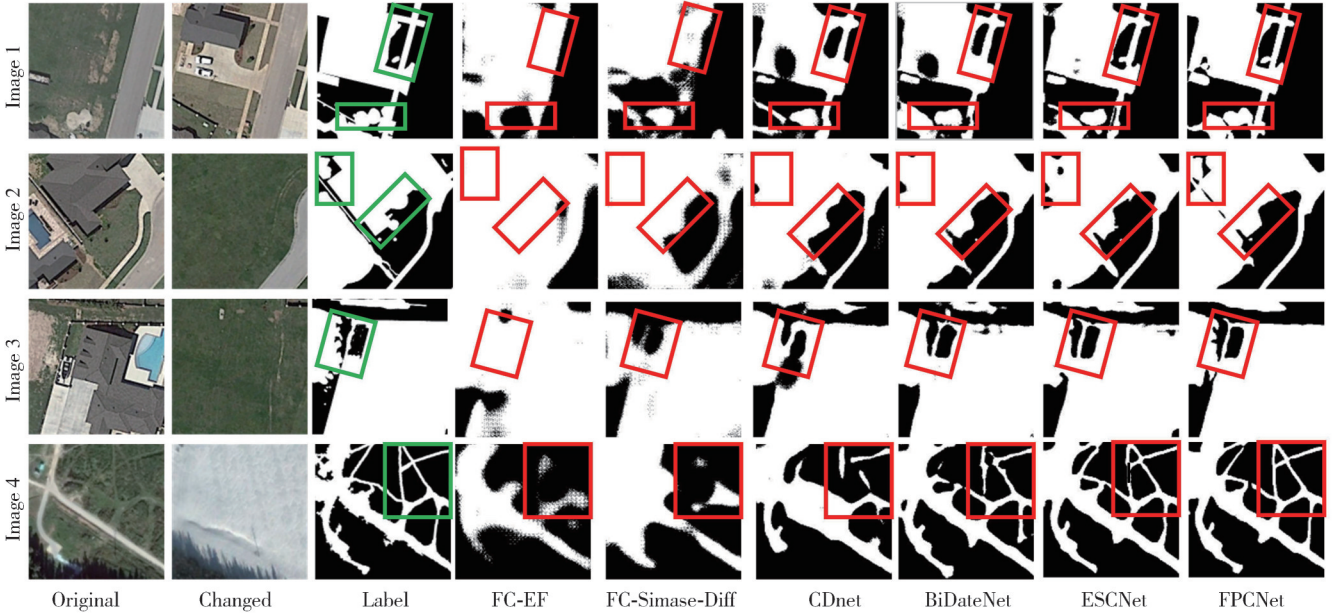 Image 1
Image 2
Image 3
Image 4
Original Changed Label FC-EF FC-Simase-Diff CDnet BiDateNet ESCNet FPCNet